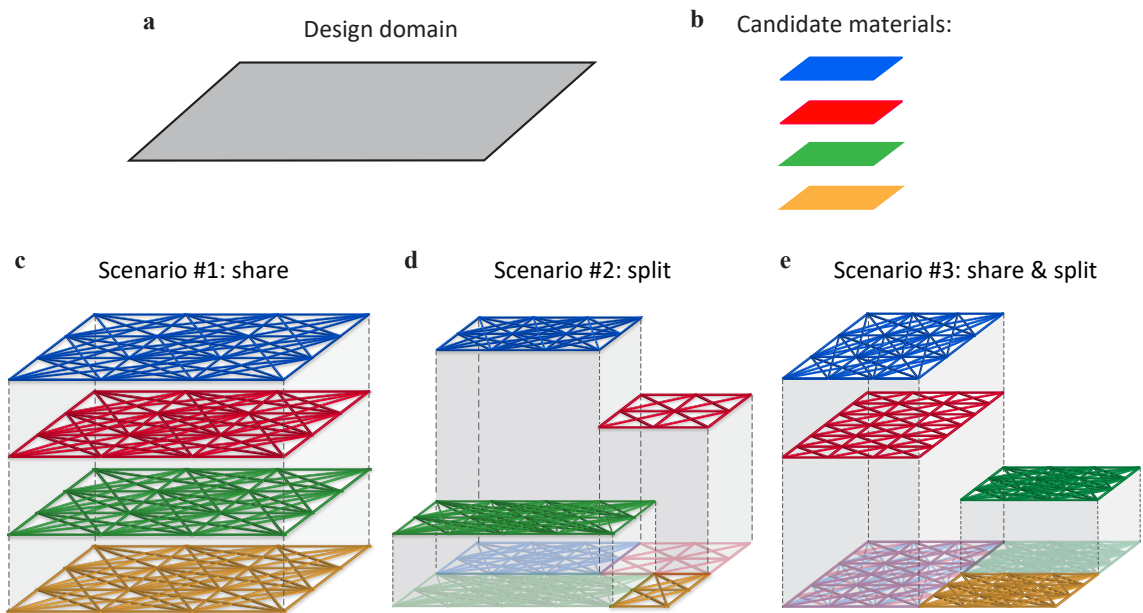 a
Design domain
b
Candidate materials:
c
Scenario #1: share
d
Scenario #2: split
e
Scenario #3: share & split